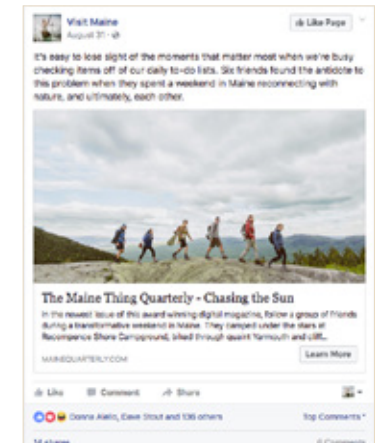 Visit Maine
Like Page
August 31
It's easy to lose sight of the moments that matter most when we're busy
checking items off of our daily to-do lists. Six friends found the antidote to
this problem when they spent a weekend in Maine reconnecting with
nature, and ultimately, each other.
The Maine Thing Quarterly - Chasing the Sun
In the newest issue of this award winning digital magazine, follow a group of friends
during a transformative weekend in Maine. They camped under the stars at
Recompence Shore Campground, biked through quaint Yarmouth and cliff...
MAINEQUARTERLY.COM
Learn More
Like Comment Share
Donna Aiello, Dave Stout and 136 others
Top Comments
14 shares
6 Comments